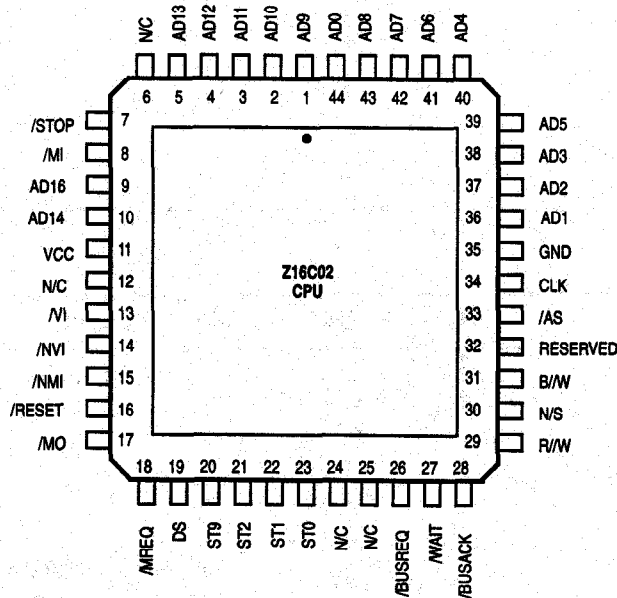 N/C AD13 AD12 AD11 AD10 AD9 AD0 AD8 AD7 AD6 AD4
6 5 4 3 2 1 44 43 42 41 40
/STOP 7 39 AD5
/MI 8 38 AD3
AD16 9 37 AD2
AD14 10 36 AD1
VCC 11 35 GND
Z16C02
CPU
N/C 12 34 CLK
/VI 13 33 /AS
/NVI 14 32 RESERVED
/NMI 15 31 B//W
/RESET 16 30 N/S
/MO 17 29 R//W
18 19 20 21 22 23 24 25 26 27 28
/MREQ DS ST9 ST2 ST1 ST0 N/C N/C /BUSREQ /WAIT /BUSACK